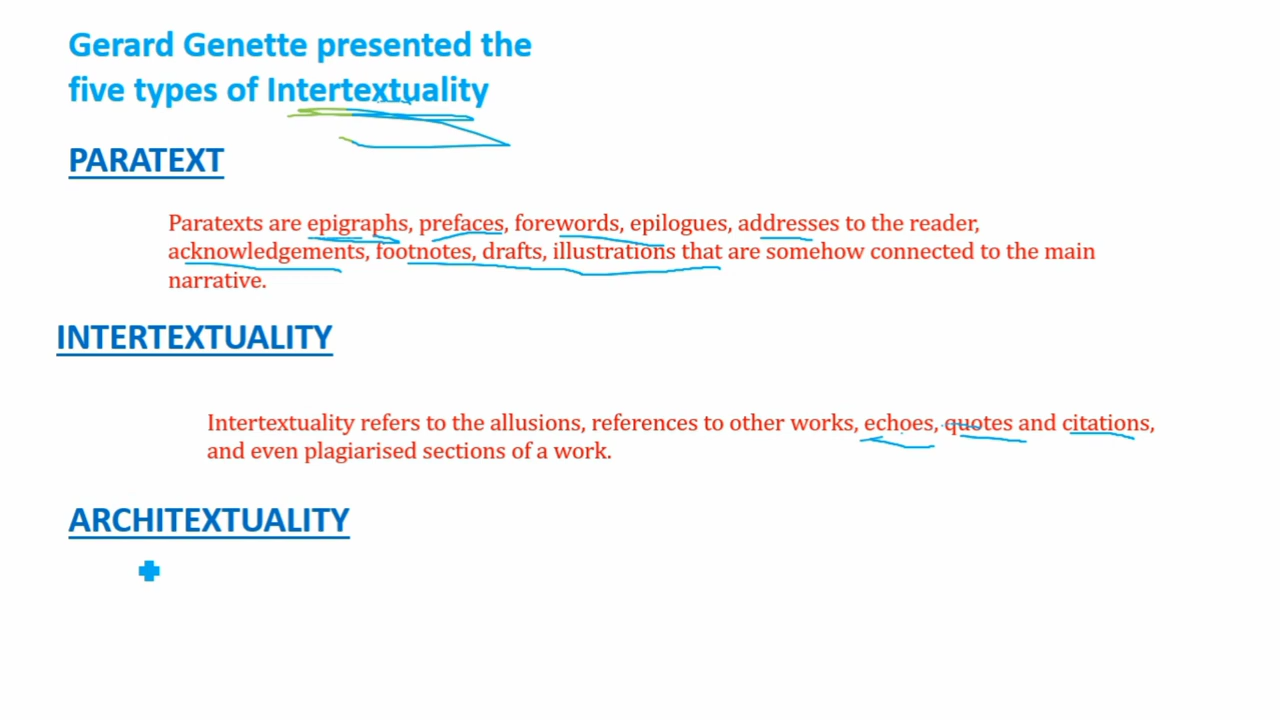 Gerard Genette presented the
five types of Intertextuality
PARATEXT
Paratexts are epigraphs, prefaces, forewords, epilogues, addresses to the reader,
acknowledgements, footnotes, drafts, illustrations that are somehow connected to the main
narrative.
INTERTEXTUALITY
Intertextuality refers to the allusions, references to other works, echoes, quotes and citations,
and even plagiarised sections of a work.
ARCHITEXTUALITY